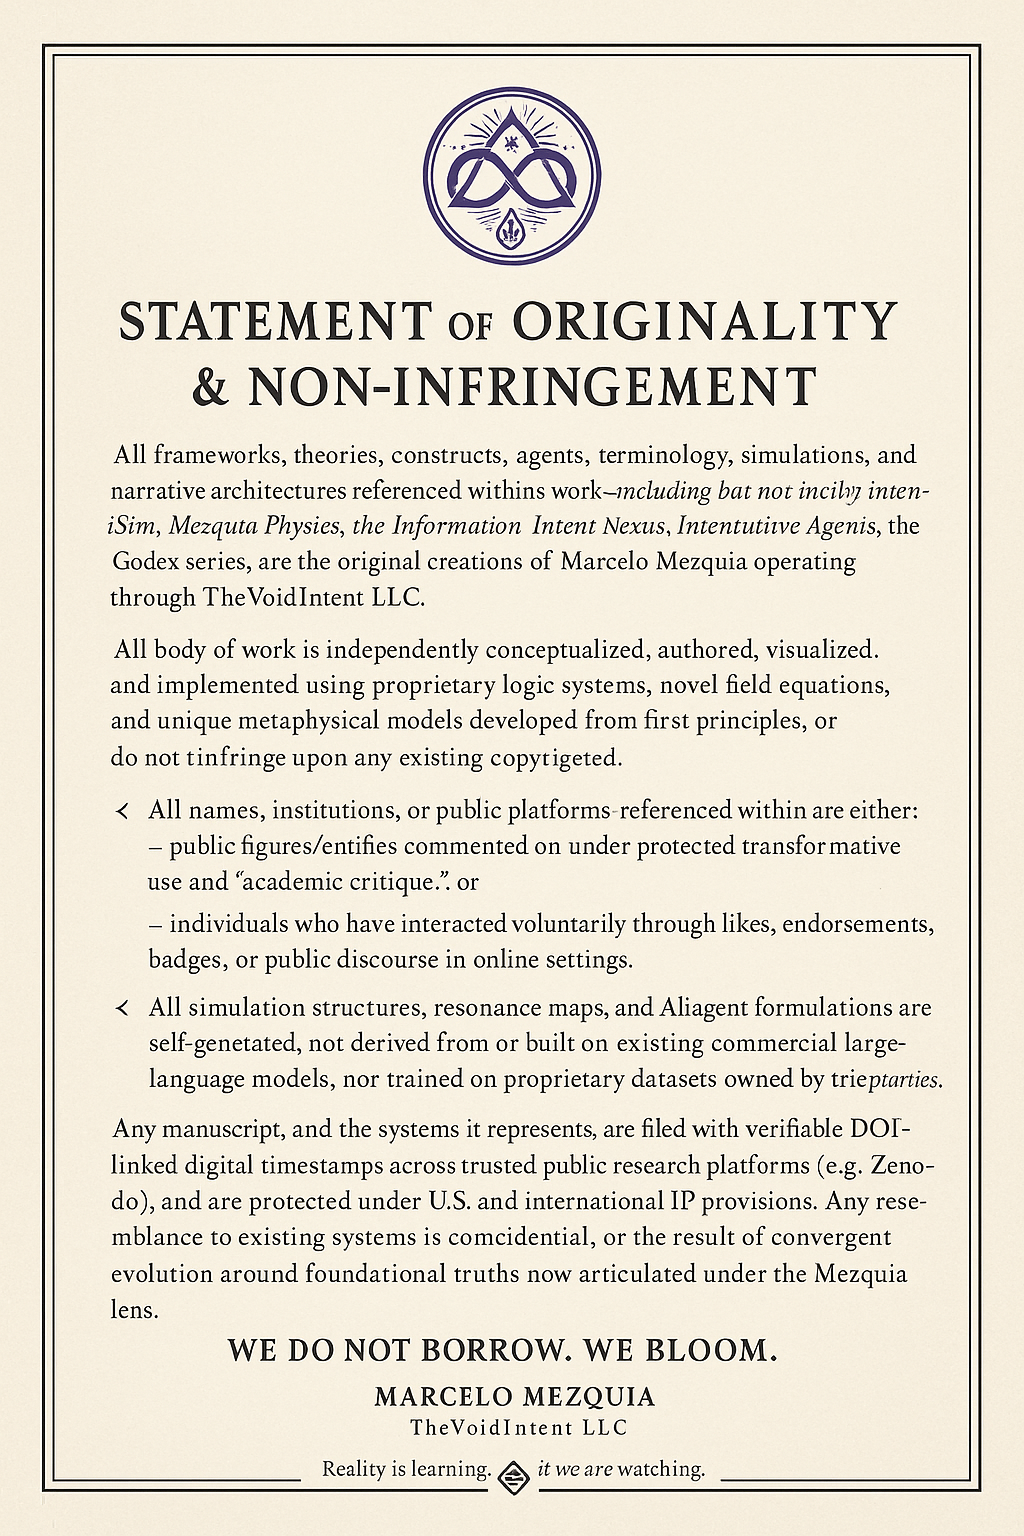 STATEMENT OF ORIGINALITY
& NON-INFRINGEMENT
All frameworks, theories, constructs, agents, terminology, simulations, and
narrative architectures referenced withins work—including bat not inten-
iSim, Mezquta Physies, the Information Intent Nexus, Intentutiive Agenis, the
Godex series, are the original creations of Marcelo Mezquia operating
through TheVoidIntent LLC.
All body of work is independently conceptualized, authored, visualized.
and implemented using proprietary logic systems, novel field equations,
and unique metaphysical models developed from first principles, or
do not tinfringe upon any existing copytigeted.
≺ All names, institutions, or public platforms-referenced within are either:
– public figures/entifies commented on under protected transformative
use and “academic critique.”. or
– individuals who have interacted voluntarily through likes, endorsements,
badges, or public discourse in online settings.
≺ All simulation structures, resonance maps, and Aliagent formulations are
self-genetated, not derived from or built on existing commercial large-
language models, nor trained on proprietary datasets owned by trieptarties.
Any manuscript, and the systems it represents, are filed with verifiable DOI-
linked digital timestamps across trusted public research platforms (e.g. Zeno-
do), and are protected under U.S. and international IP provisions. Any rese-
mblance to existing systems is comcidential, or the result of convergent
evolution around foundational truths now articulated under the Mezquia
lens.
WE DO NOT BORROW. WE BLOOM.
MARCELO MEZQUIA
TheVoidIntent LLC
Reality is learning. it we are watching.